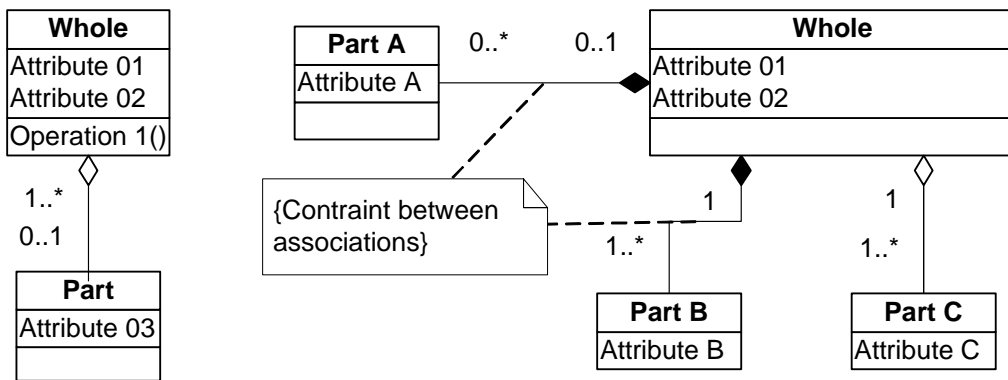 Whole
Attribute 01
Attribute 02
Operation 1()
1..*
0..1
Part
Attribute 03
Part A
Attribute A
0..*
0..1
Whole
Attribute 01
Attribute 02
{Contraint between
associations}
1
1..*
Part B
Attribute B
1
1..*
Part C
Attribute C